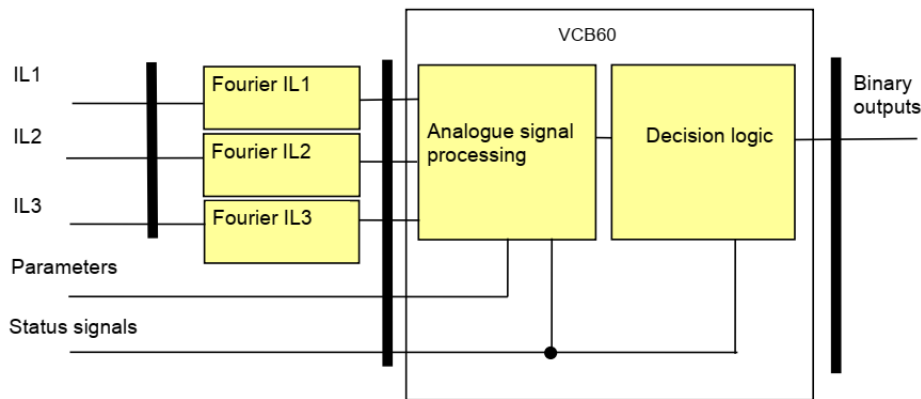 VCB60
IL1
Fourier IL1
IL2
Fourier IL2
IL3
Fourier IL3
Analogue signal
processing
Decision logic
Binary
outputs
Parameters
Status signals